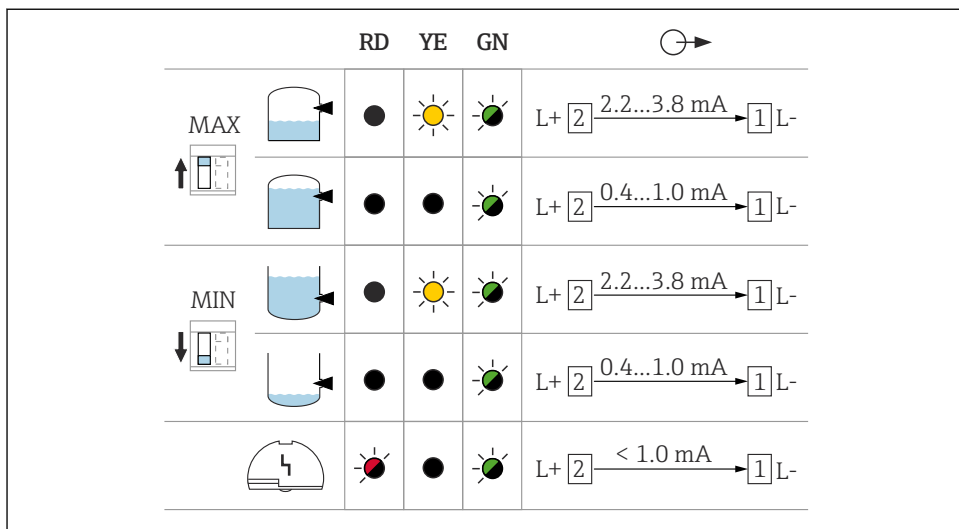 RD YE GN
MAX
L+ 2 2.2...3.8 mA 1 L-
L+ 2 0.4...1.0 mA 1 L-
MIN
L+ 2 2.2...3.8 mA 1 L-
L+ 2 0.4...1.0 mA 1 L-
L+ 2 < 1.0 mA 1 L-